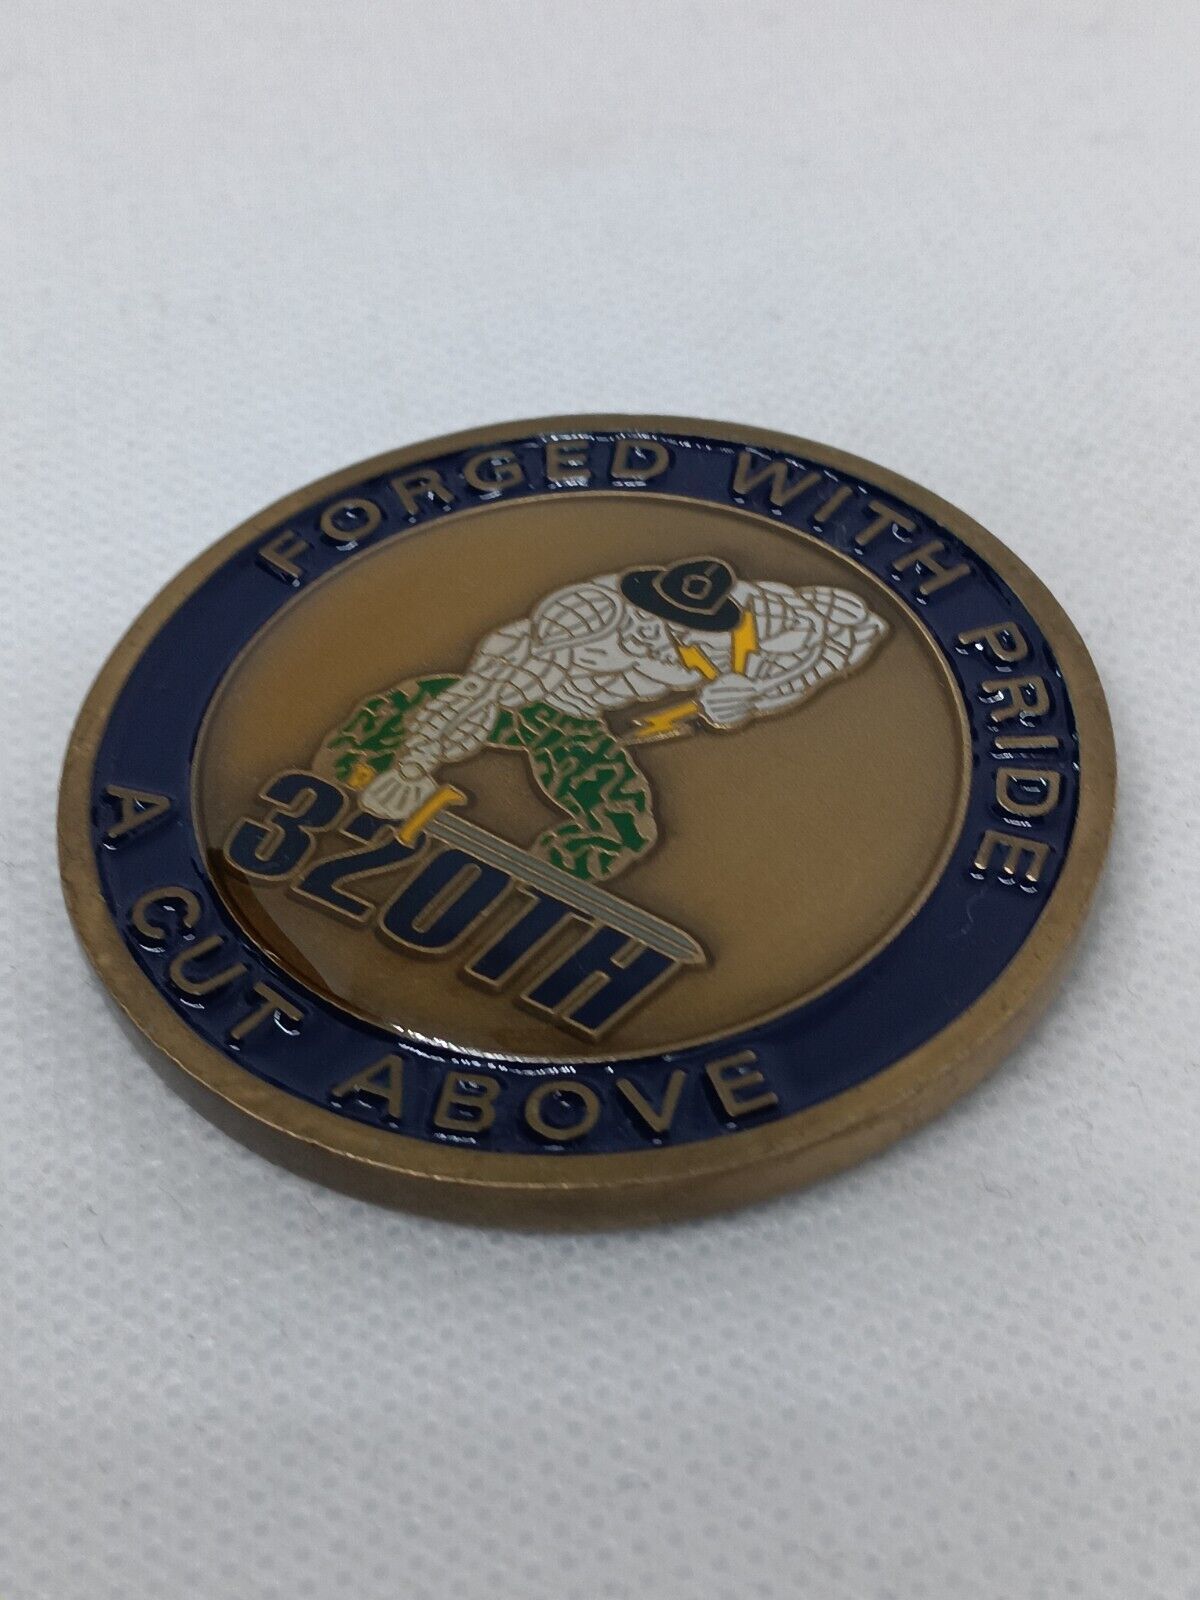 FORGED WITH PRIDE
320TH
A CUT ABOVE